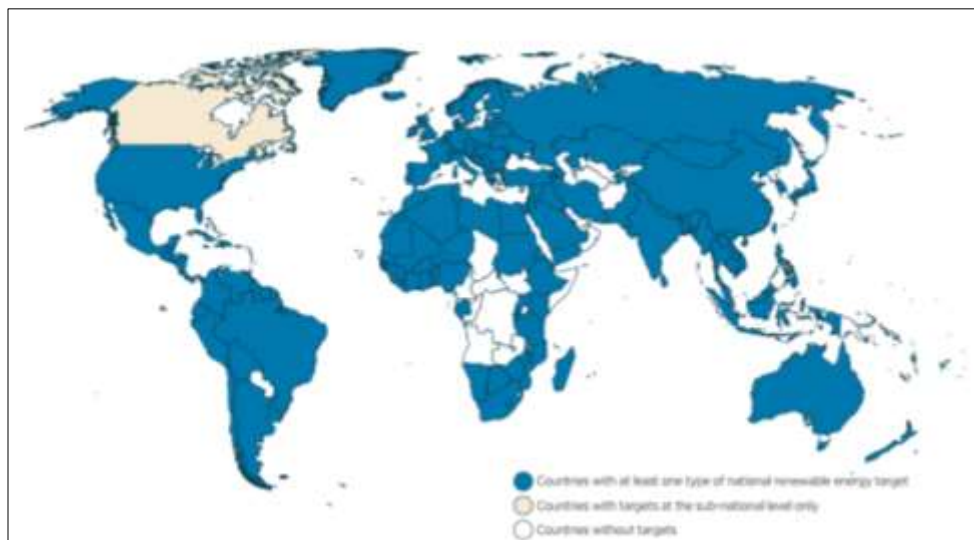 Countries with at least one type of national renewable energy target
Countries with targets at the sub-national level only
Countries without targets